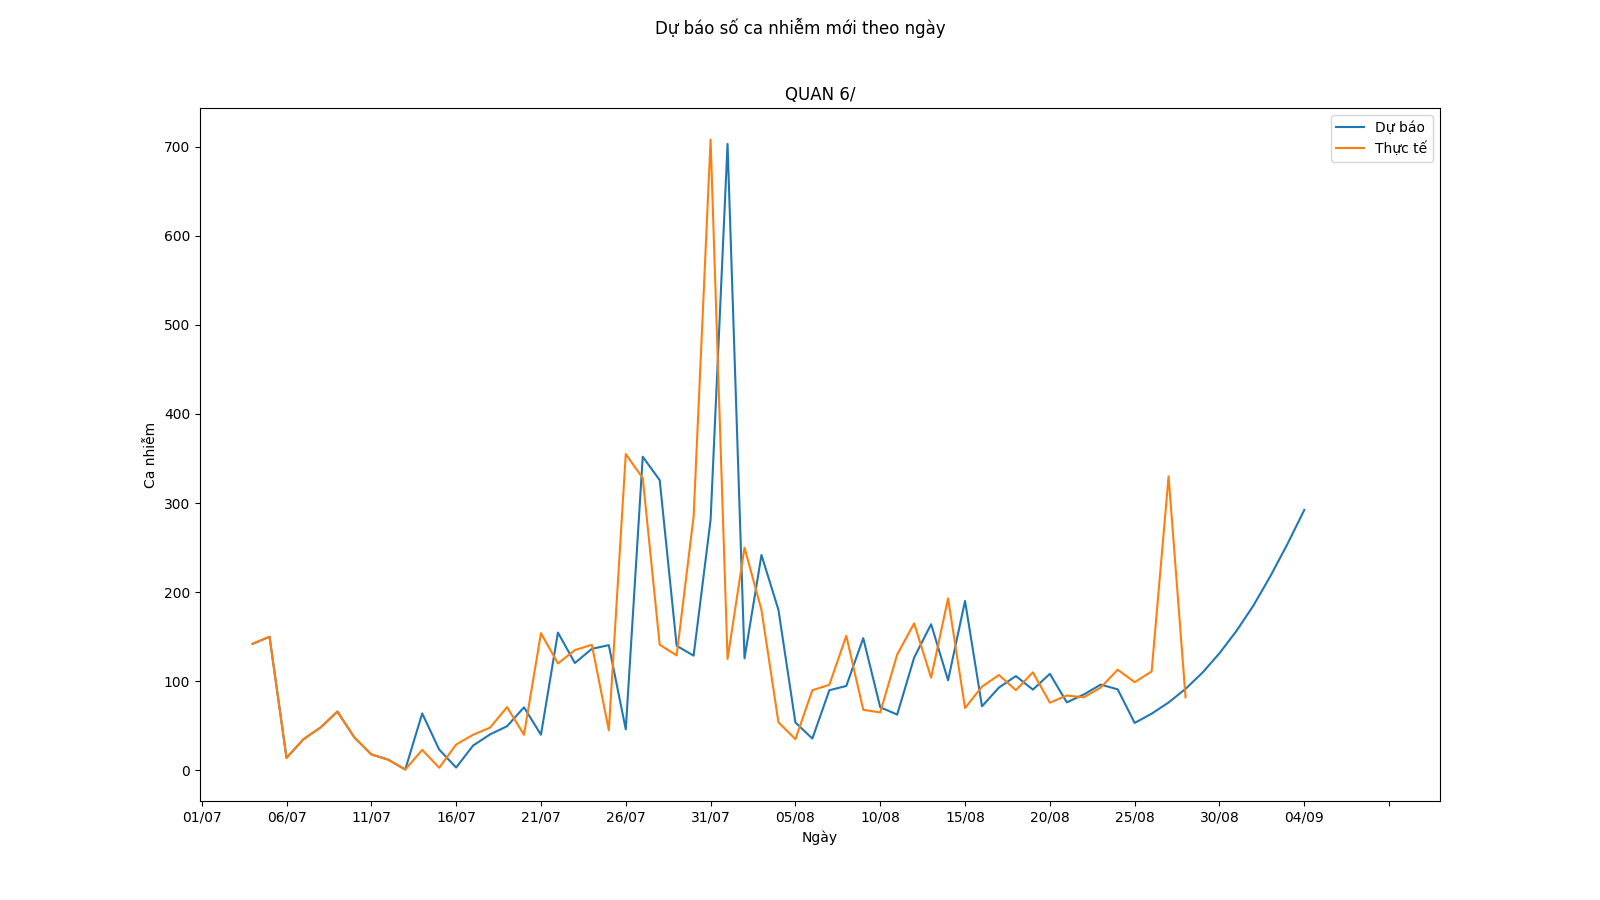 Dự báo số ca nhiễm mới theo ngày
QUAN 6/
Dự báo
Thực tế
Ca nhiễm
700
600
500
400
300
200
100
0
01/07 06/07 11/07 16/07 21/07 26/07 31/07 05/08 10/08 15/08 20/08 25/08 30/08 04/09
Ngày